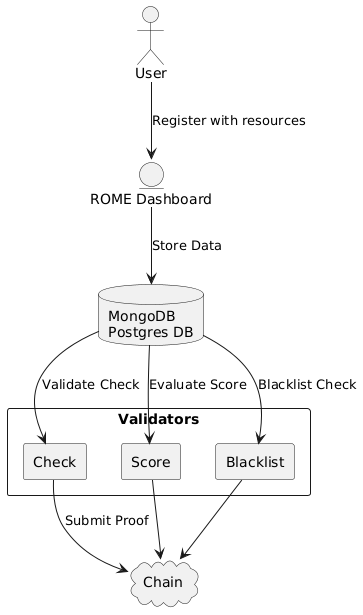 User
Register with resources
ROME Dashboard
Store Data
MongoDB
Postgres DB
Validate Check
Evaluate Score
Blacklist Check
Validators
Check
Score
Blacklist
Submit Proof
Chain